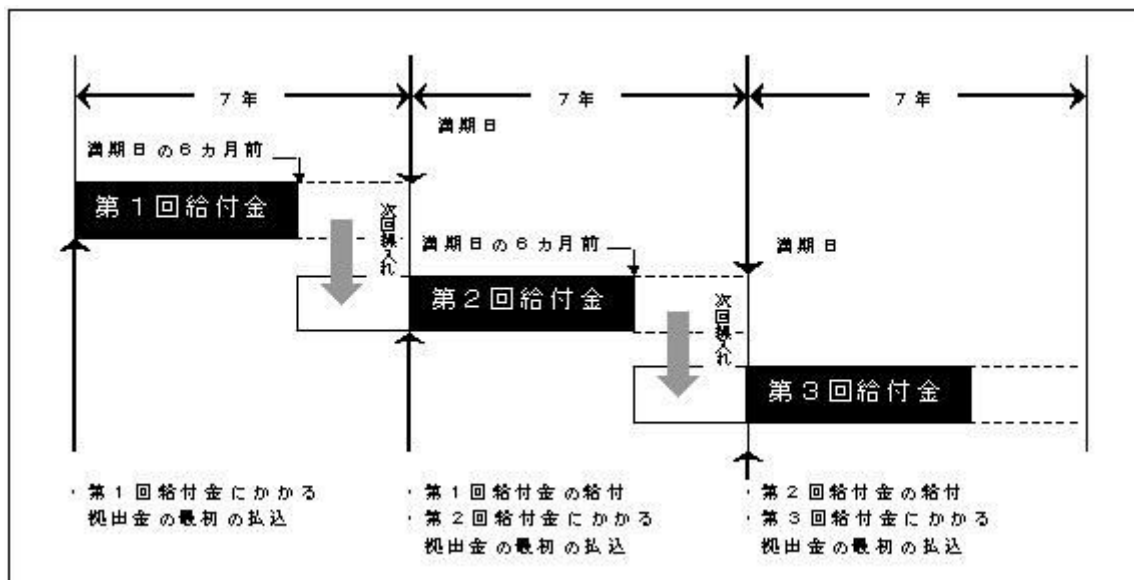 7年
7年
7年
満期日
満期日の6カ月前
第1回給付金
次回繰入れ
満期日の6カ月前
満期日
第2回給付金
次回繰入れ
第3回給付金
・第1回給付金にかかる
拠出金の最初の払込
・第1回給付金の給付
・第2回給付金にかかる
拠出金の最初の払込
・第2回給付金の給付
・第3回給付金にかかる
拠出金の最初の払込